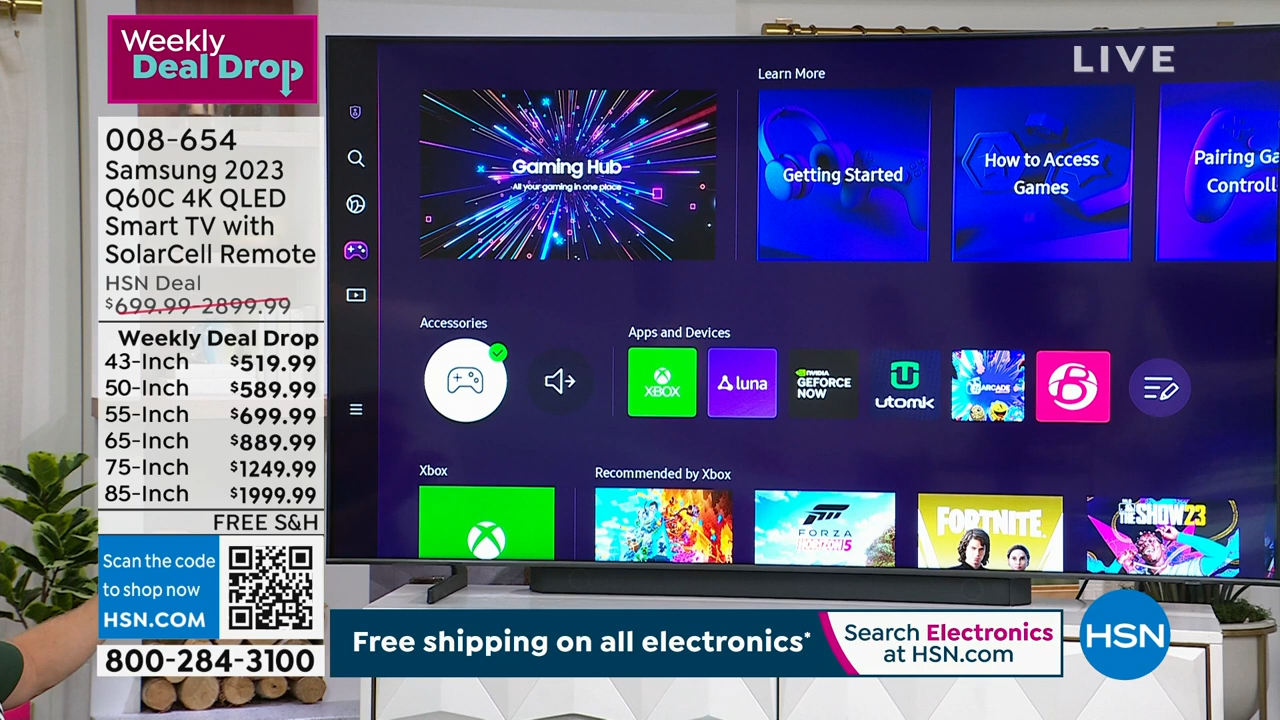 Weekly
Deal Drop
008-654
Samsung 2023
Q60C 4K QLED
Smart TV with
SolarCell Remote
HSN Deal
$699.99-2899.99
Weekly Deal Drop
43-Inch $519.99
50-Inch $589.99
55-Inch $699.99
65-Inch $889.99
75-Inch $1249.99
85-Inch $1999.99
FREE S&H
Scan the code
to shop now
HSN.COM
800-284-3100
LIVE
Learn More
Gaming Hub
All your gaming in one place
Getting Started
How to Access
Games
Pairing Ga
Controll
Accessories
Apps and Devices
XBOX
luna
NVIDIA
GEFORCE
NOW
utomik
ARCADE
Xbox
Recommended by Xbox
FORZA
HORIZON 5
FORTNITE
THE SHOW 23
Free shipping on all electronics*
Search Electronics
at HSN.com
HSN